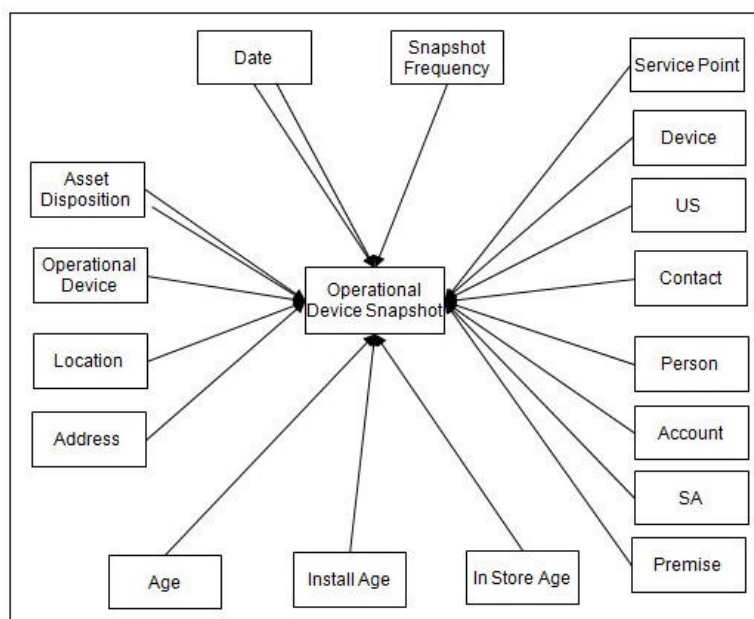 Date
Snapshot
Frequency
Service Point
Device
US
Contact
Person
Account
SA
Premise
Asset
Disposition
Operational
Device
Location
Address
Operational
Device Snapshot
Age
Install Age
In Store Age